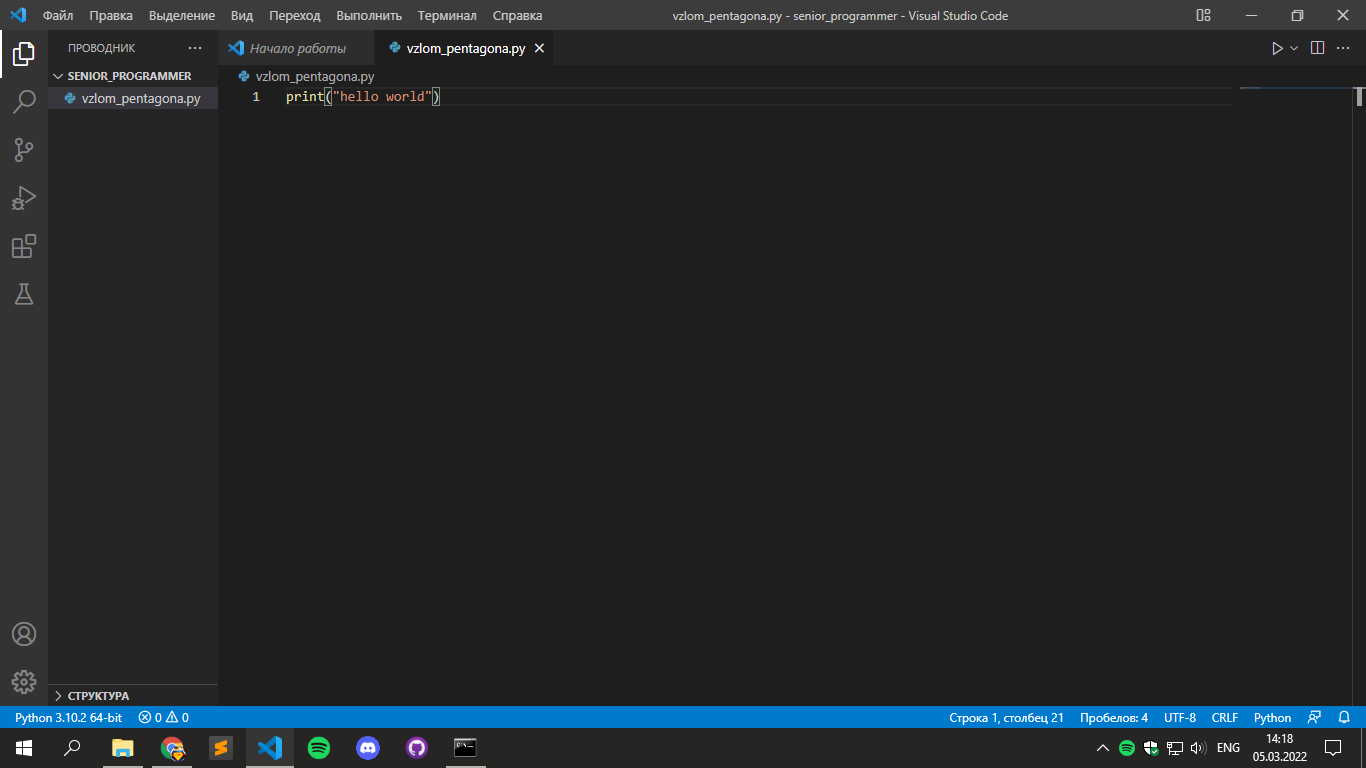 Файл Правка Выделение Вид Переход Выполнить Терминал Справка vzlom_pentagona.py - senior_programmer - Visual Studio Code
ПРОВОДНИК
Начало работы vzlom_pentagona.py
SENIOR_PROGRAMMER
vzlom_pentagona.py
vzlom_pentagona.py
1 print("hello world")
СТРУКТУРА
Python 3.10.2 64-bit 0 0 Строка 1, столбец 21 Пробелов: 4 UTF-8 CRLF Python
ENG 14:18
05.03.2022